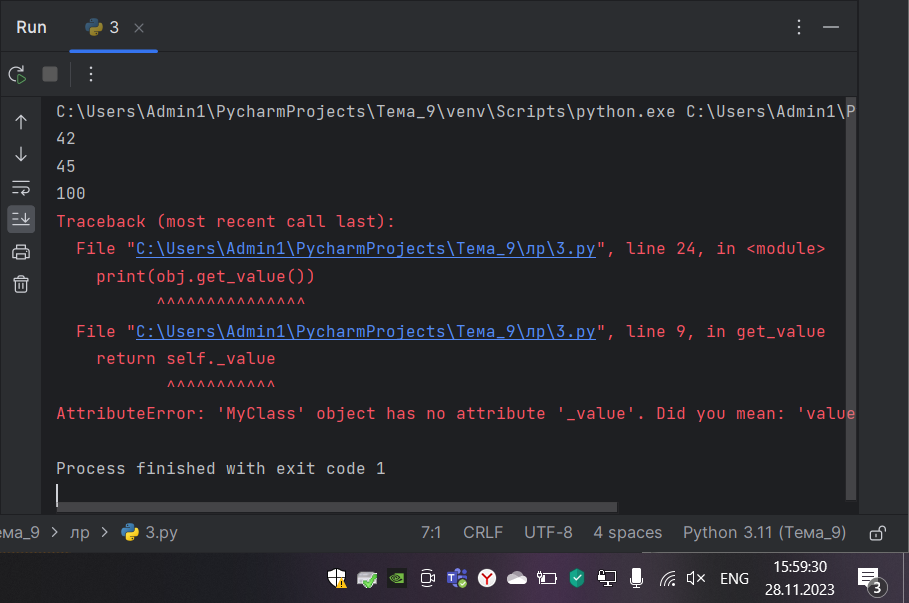 Run 3
C:\Users\Admin1\PycharmProjects\Тема_9\venv\Scripts\python.exe C:\Users\Admin1\P
42
45
100
Traceback (most recent call last):
File "C:\Users\Admin1\PycharmProjects\Тема_9\лр\3.py", line 24, in <module>
print(obj.get_value())
^^^^^^^^^^^^^^^
File "C:\Users\Admin1\PycharmProjects\Тема_9\лр\3.py", line 9, in get_value
return self._value
^^^^^^^^^^^
AttributeError: 'MyClass' object has no attribute '_value'. Did you mean: 'value
Process finished with exit code 1
ема_9 > лр > 3.py 7:1 CRLF UTF-8 4 spaces Python 3.11 (Тема_9)
ENG 15:59:30
28.11.2023 3